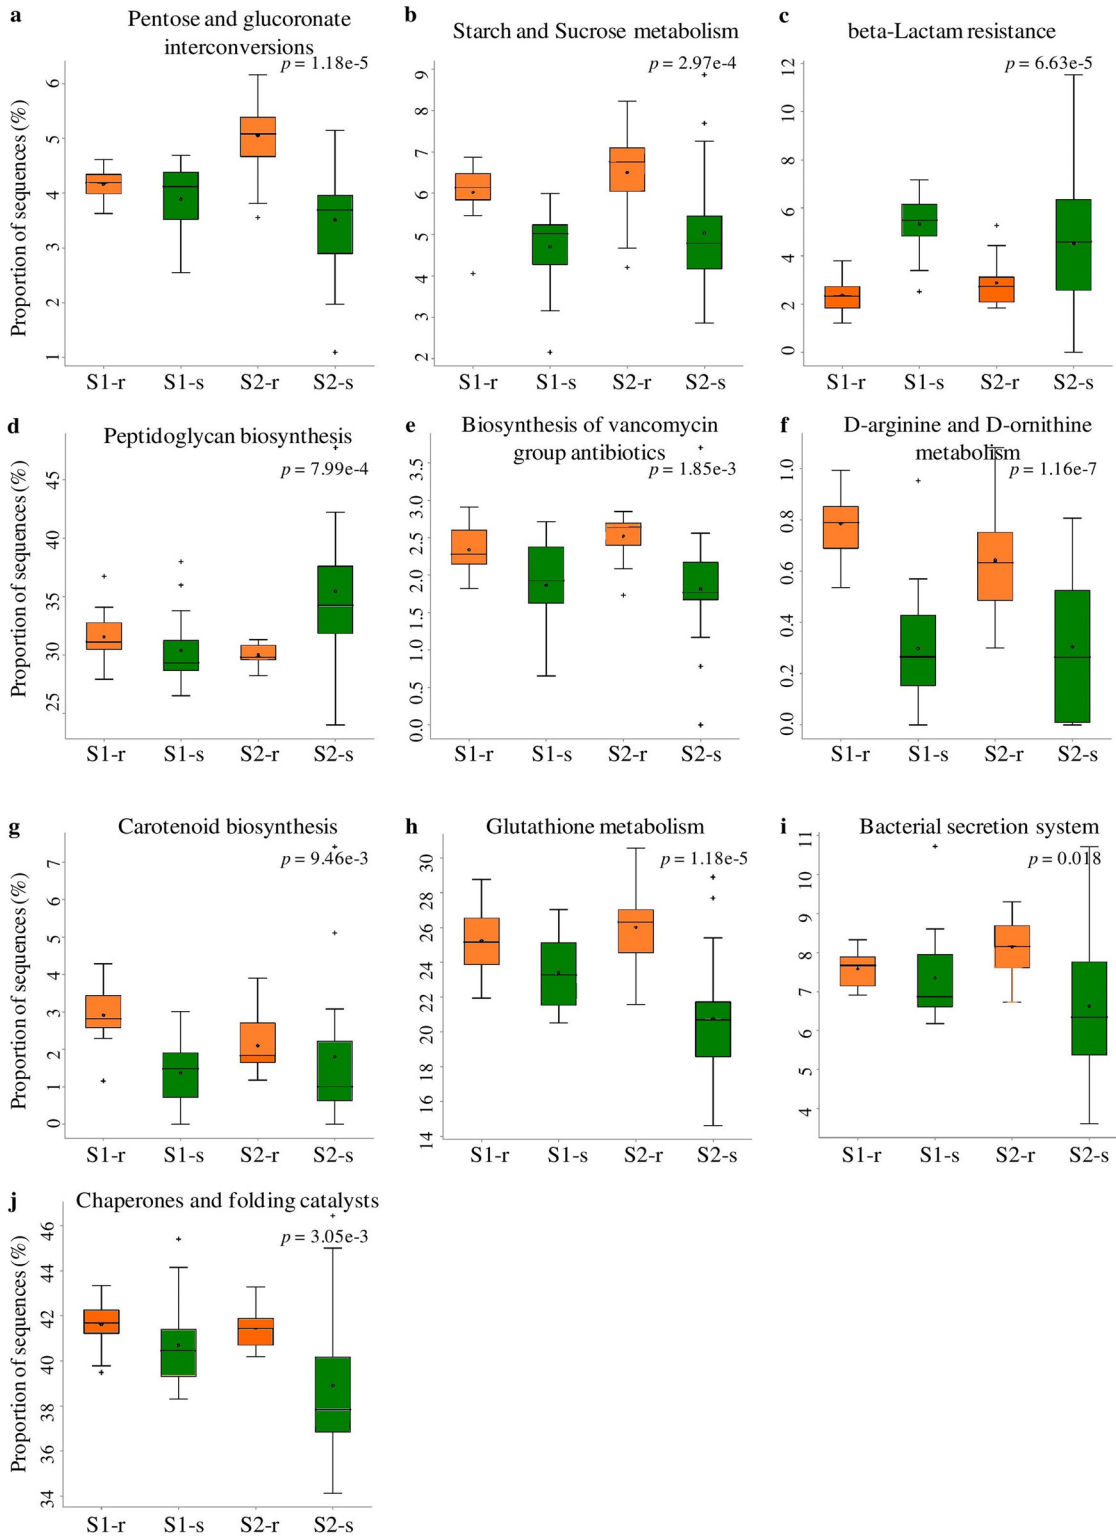 a
Pentose and glucoronate
interconversions
p = 1.18e-5
Proportion of sequences (%)
6
5
4
3
2
1
S1-r S1-s S2-r S2-s
b
Starch and Sucrose metabolism
p = 2.97e-4
9
8
7
6
5
4
3
2
S1-r S1-s S2-r S2-s
c
beta-Lactam resistance
p = 6.63e-5
12
10
8
6
4
2
0
S1-r S1-s S2-r S2-s
d
Peptidoglycan biosynthesis
p = 7.99e-4
Proportion of sequences (%)
45
40
35
30
25
S1-r S1-s S2-r S2-s
e
Biosynthesis of vancomycin
group antibiotics
p = 1.85e-3
3.5
3.0
2.5
2.0
1.5
1.0
0.5
0.0
S1-r S1-s S2-r S2-s
f
D-arginine and D-ornithine
metabolism
p = 1.16e-7
1.0
0.8
0.6
0.4
0.2
0.0
S1-r S1-s S2-r S2-s
g
Carotenoid biosynthesis
p = 9.46e-3
Proportion of sequences (%)
7
6
5
4
3
2
1
0
S1-r S1-s S2-r S2-s
h
Glutathione metabolism
p = 1.18e-5
30
28
26
24
22
20
18
16
14
S1-r S1-s S2-r S2-s
i
Bacterial secretion system
p = 0.018
11
10
9
8
7
6
5
4
S1-r S1-s S2-r S2-s
j
Chaperones and folding catalysts
p = 3.05e-3
Proportion of sequences (%)
46
44
42
40
38
36
34
S1-r S1-s S2-r S2-s